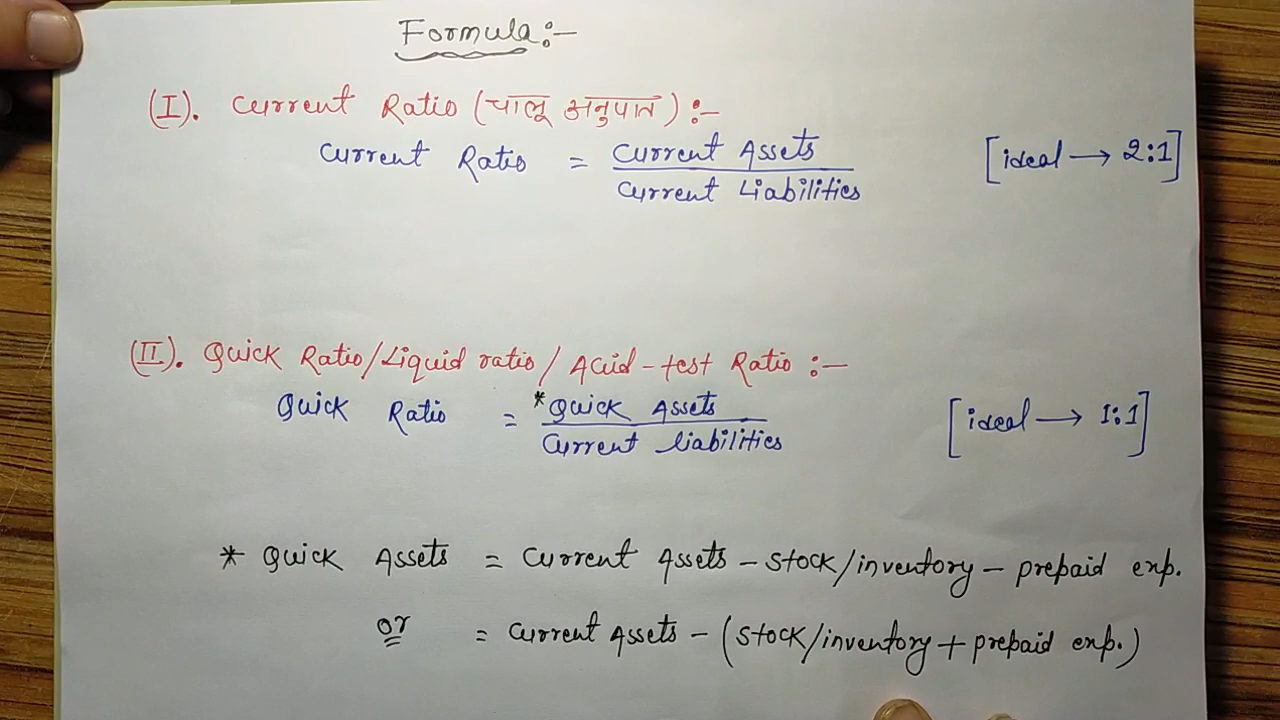 Formula:-
(I). Current Ratio (चालू अनुपात) :-
Current Ratio = Current Assets / Current Liabilities [ideal → 2:1]
(II). Quick Ratio/Liquid ratio/Acid-test Ratio :-
Quick Ratio = *Quick Assets / Current liabilities [ideal → 1:1]
* Quick Assets = Current Assets - Stock/inventory - prepaid exp.
or = Current Assets - (Stock/inventory + prepaid exp.)